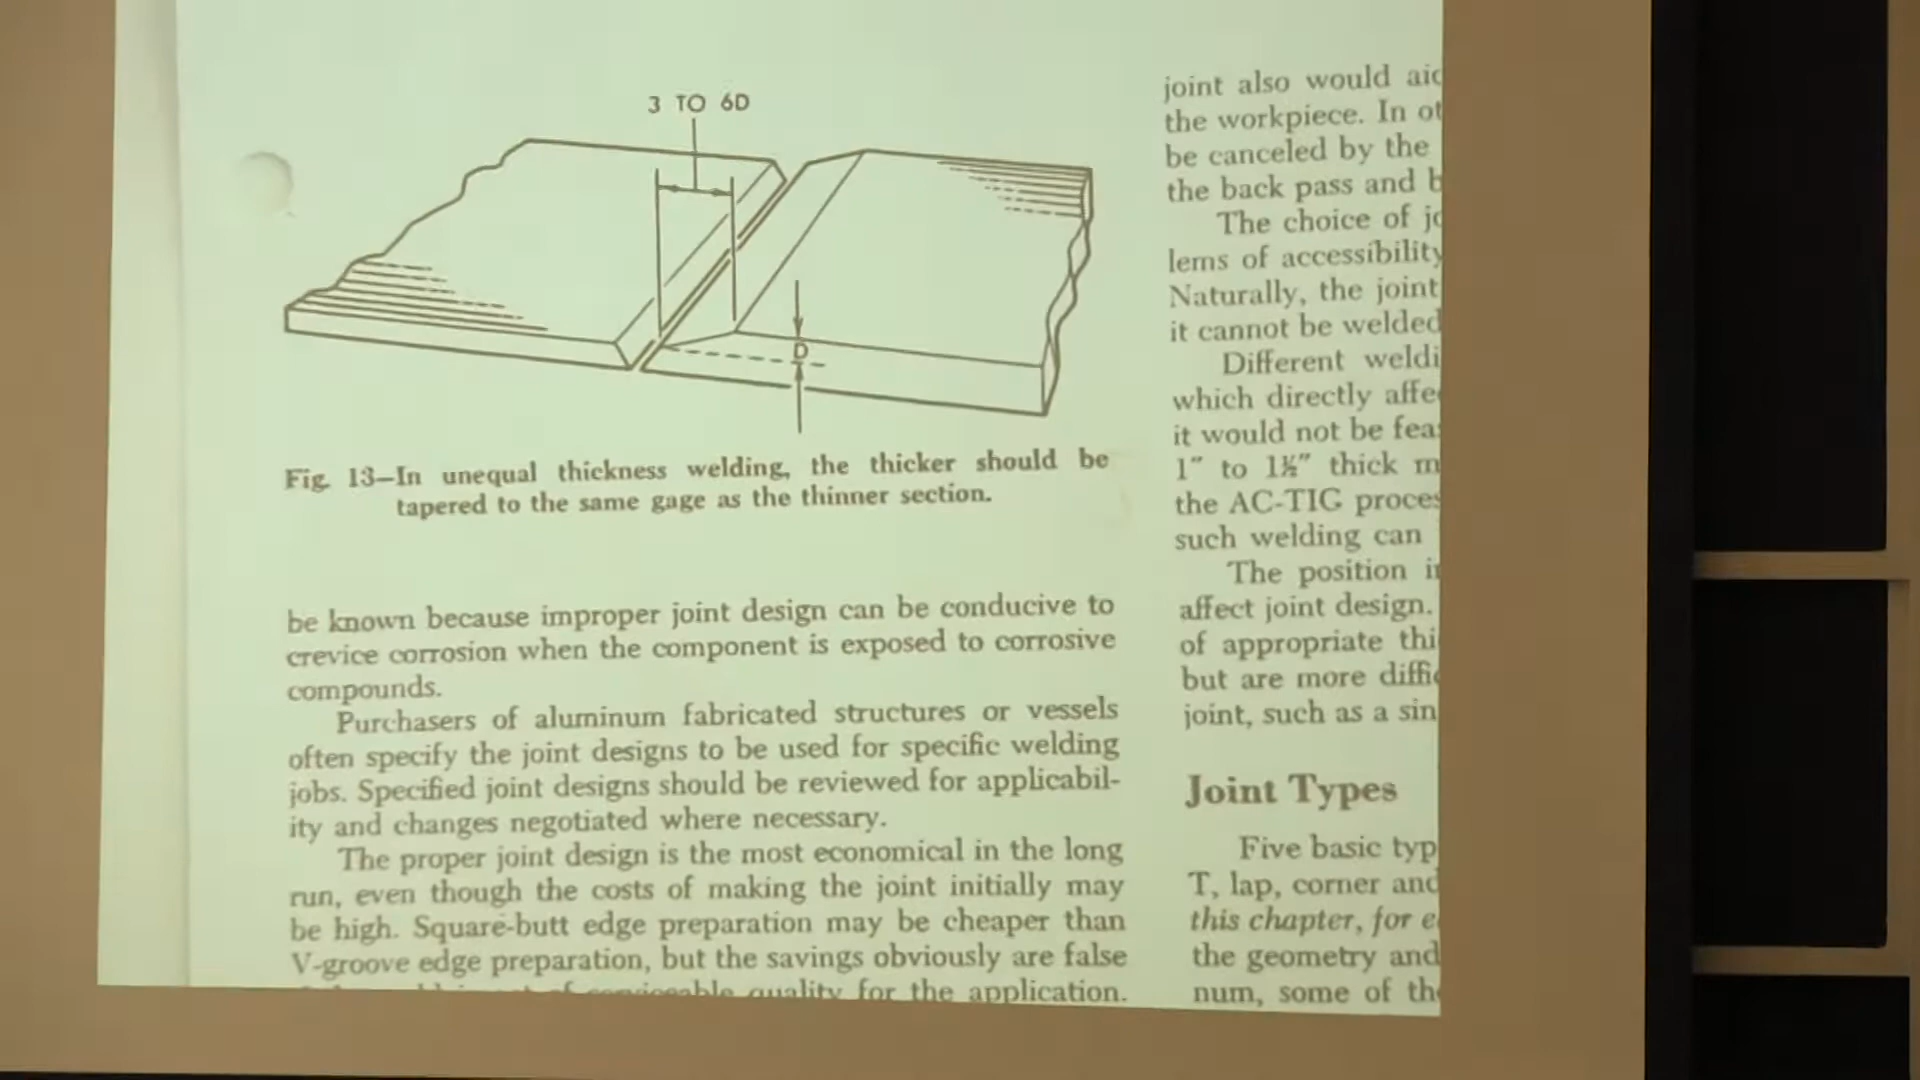 3 TO 6D
D
Fig. 13—In unequal thickness welding, the thicker should be
tapered to the same gage as the thinner section.
be known because improper joint design can be conducive to
crevice corrosion when the component is exposed to corrosive
compounds.
Purchasers of aluminum fabricated structures or vessels
often specify the joint designs to be used for specific welding
jobs. Specified joint designs should be reviewed for applicabil-
ity and changes negotiated where necessary.
The proper joint design is the most economical in the long
run, even though the costs of making the joint initially may
be high. Square-butt edge preparation may be cheaper than
V-groove edge preparation, but the savings obviously are false
quality for the application.
joint also would
the workpiece. In
be canceled by the
the back pass and
The choice of
lems of accessibility
Naturally, the joint
it cannot be welded
Different
which directly
it would not be
1″ to 1½″ thick
the AC-TIG
such welding can
The position
affect joint design.
of appropriate
but are more
joint, such as a
Joint Types
Five basic
T, lap, corner and
this chapter, for
the geometry and
num, some of